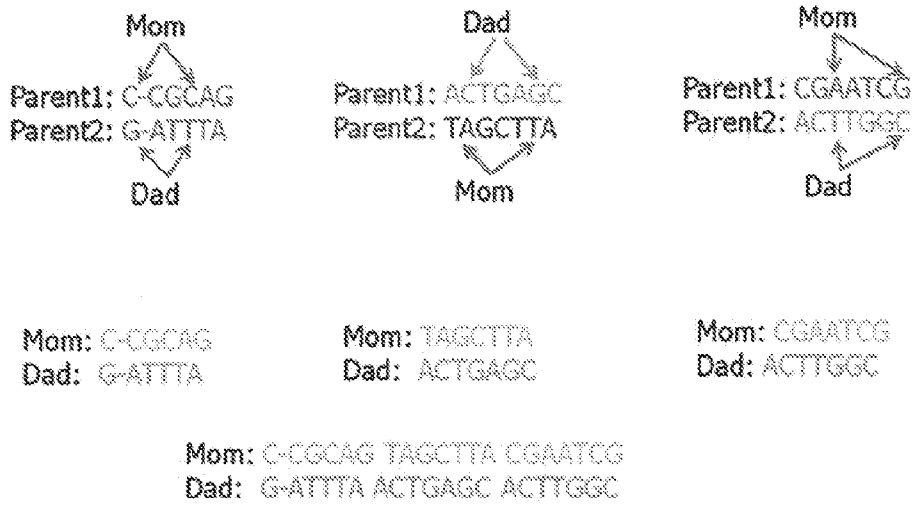 Mom
Parent1: C-CGCAG
Parent2: G-ATTTA
Dad
Dad
Parent1: ACTGAGC
Parent2: TAGCTTA
Mom
Mom
Parent1: CGAATCG
Parent2: ACTTGGC
Dad
Mom: C-CGCAG
Dad: G-ATTTA
Mom: TAGCTTA
Dad: ACTGAGC
Mom: CGAATCG
Dad: ACTTGGC
Mom: C-CGCAG TAGCTTA CGAATCG
Dad: G-ATTTA ACTGAGC ACTTGGC